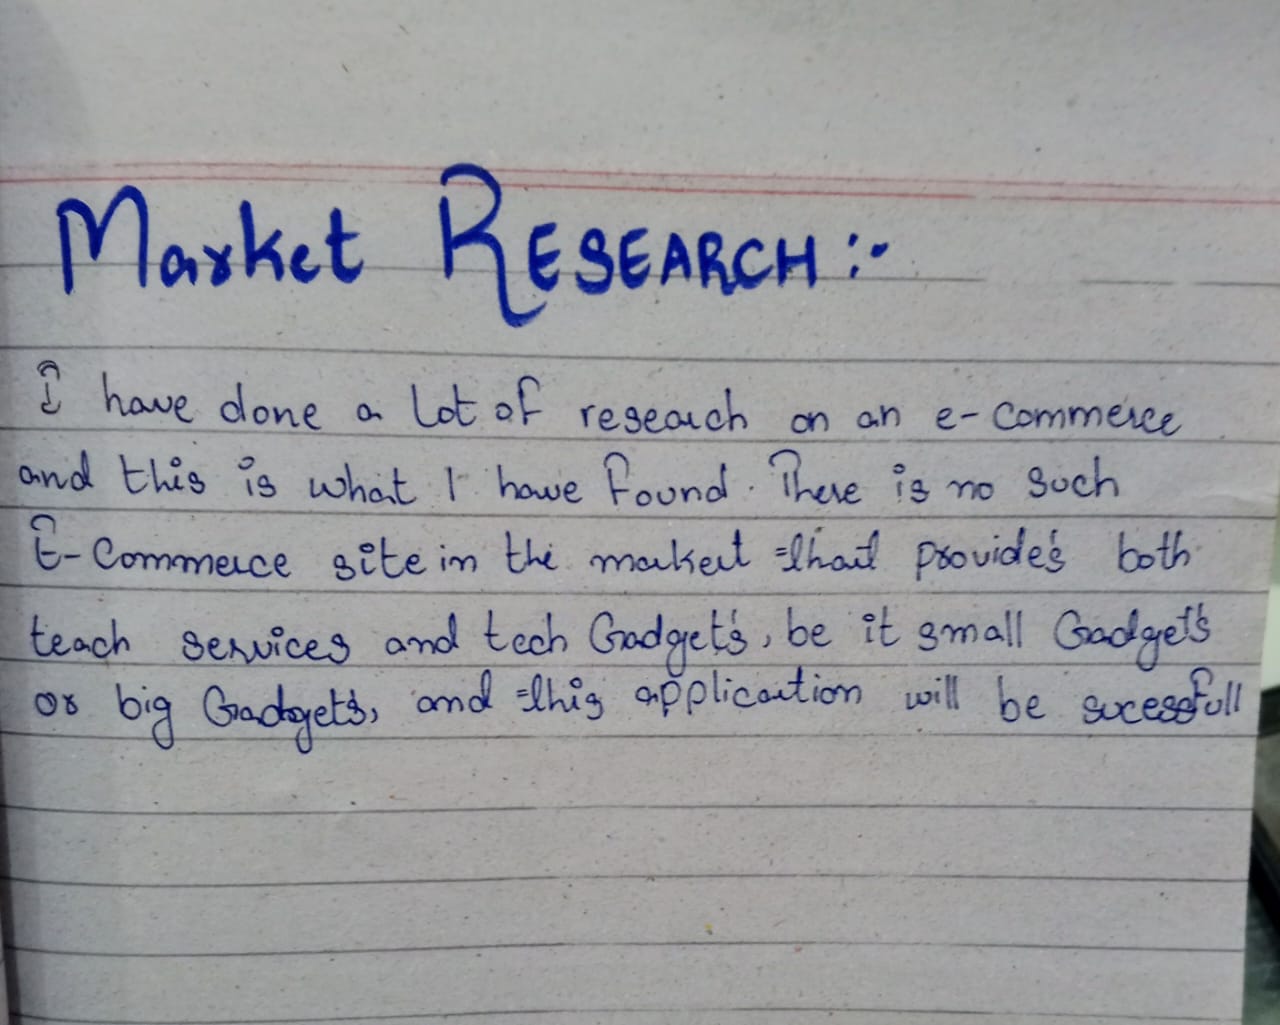 Market RESEARCH :-
I have done a lot of research on an e-commerce
and this is what I have found. There is no such
E-Commerce site in the market that provide's both
teach services and tech Gadget's, be it small Gadget's
or big Gadget's, and this application will be sucessfull